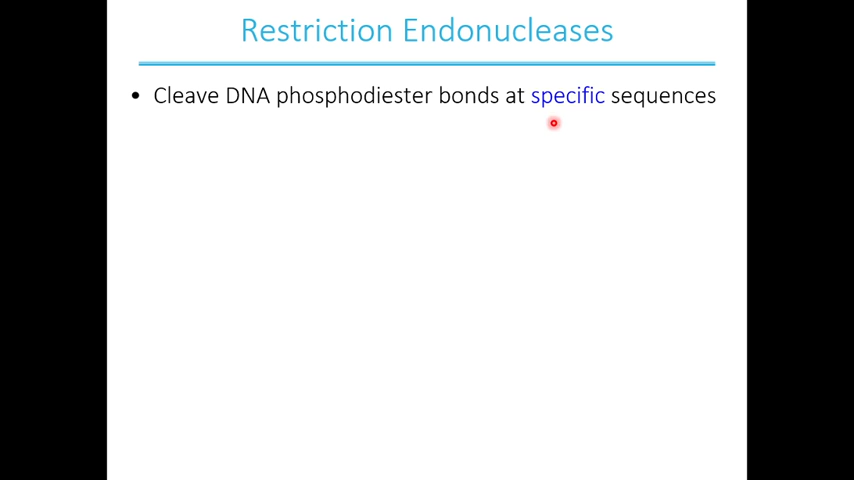 Restriction Endonucleases
• Cleave DNA phosphodiester bonds at specific sequences